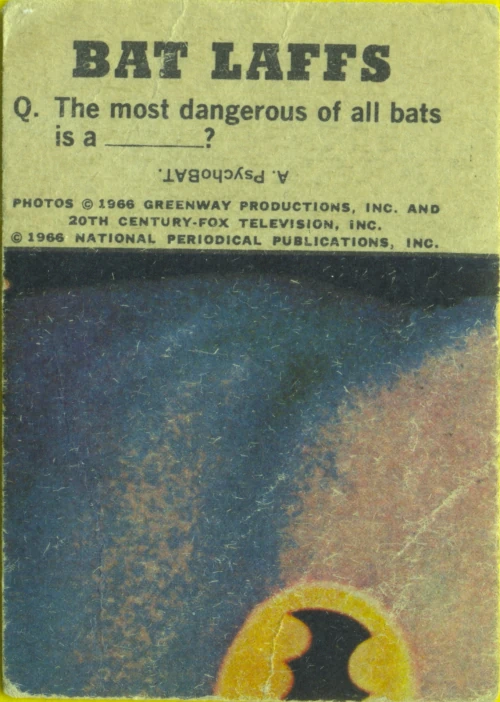 BAT LAFFS
Q. The most dangerous of all bats
is a ________?
A. PsychoBAT.
PHOTOS © 1966 GREENWAY PRODUCTIONS, INC. AND
20TH CENTURY-FOX TELEVISION, INC.
© 1966 NATIONAL PERIODICAL PUBLICATIONS, INC.